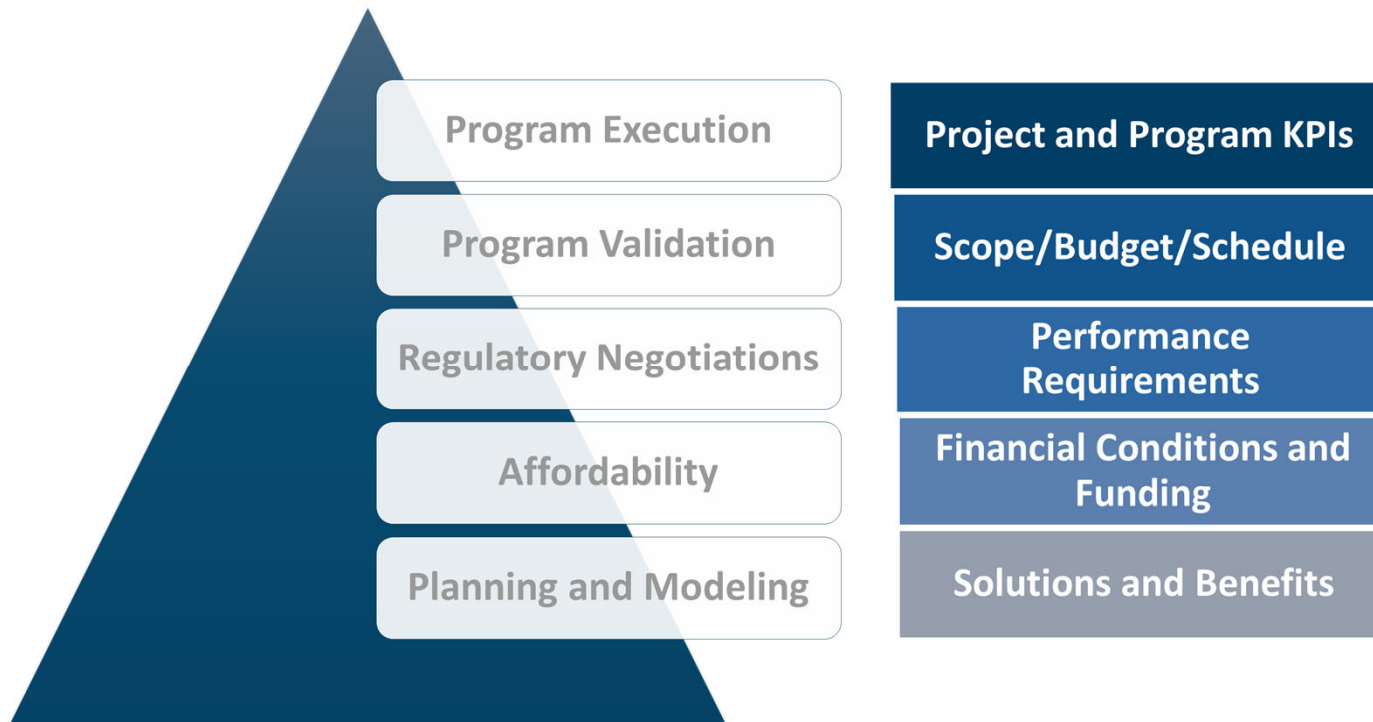 Program Execution
Project and Program KPIs
Program Validation
Scope/Budget/Schedule
Regulatory Negotiations
Performance
Requirements
Affordability
Financial Conditions and
Funding
Planning and Modeling
Solutions and Benefits